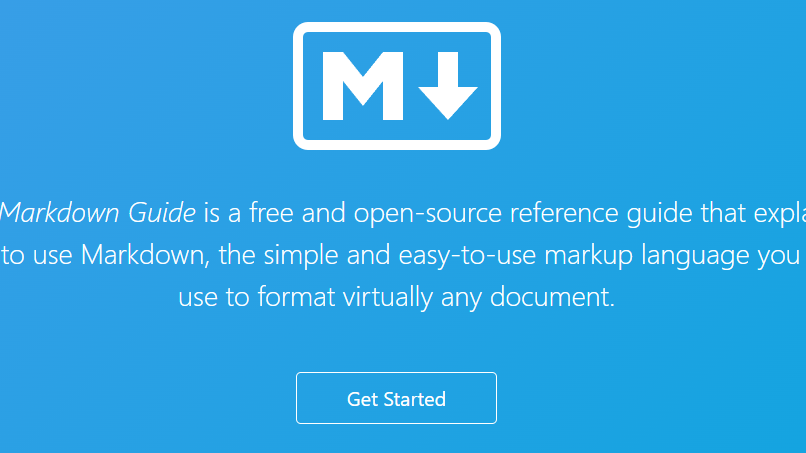 M
Markdown Guide is a free and open-source reference guide that expla
to use Markdown, the simple and easy-to-use markup language you
use to format virtually any document.
Get Started